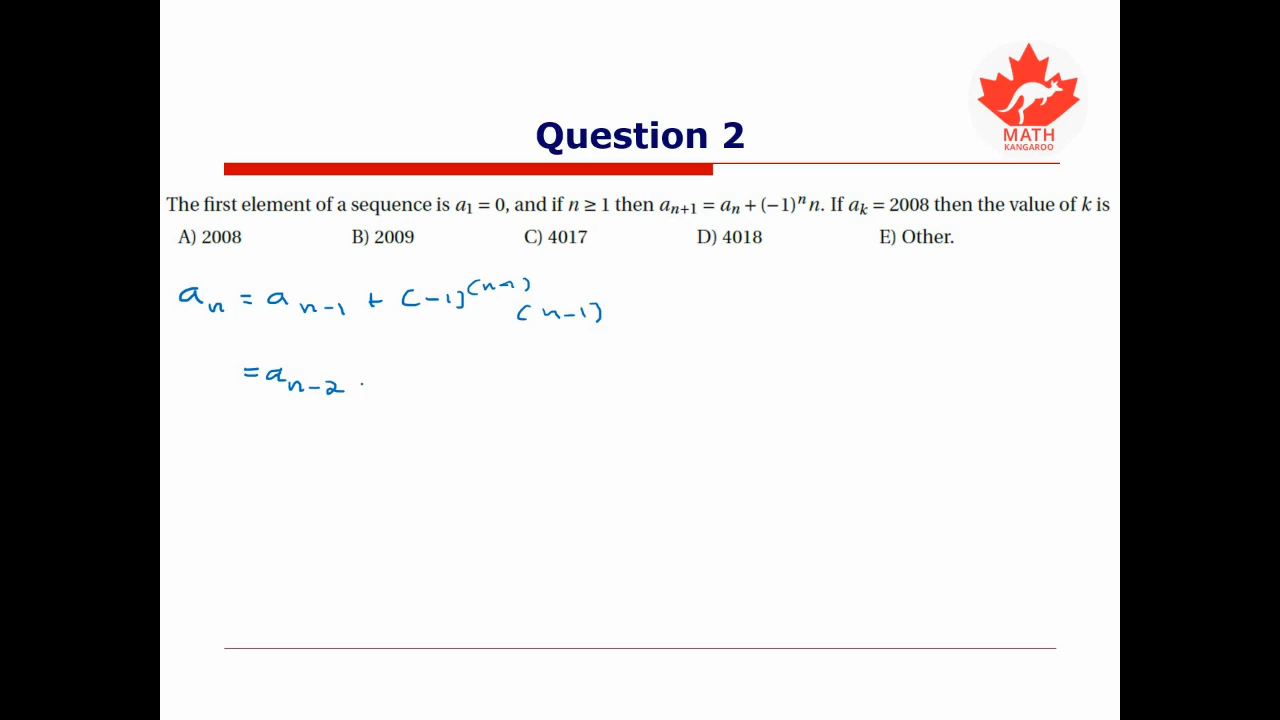 MATH
KANGAROO
Question 2
The first element of a sequence is a₁ = 0, and if n ≥ 1 then aₙ₊₁ = aₙ + (−1)ⁿ n. If aₖ = 2008 then the value of k is
A) 2008 B) 2009 C) 4017 D) 4018 E) Other.
aₙ = aₙ₋₁ + (−1)⁽ⁿ⁻¹⁾ (n−1)
= aₙ₋₂